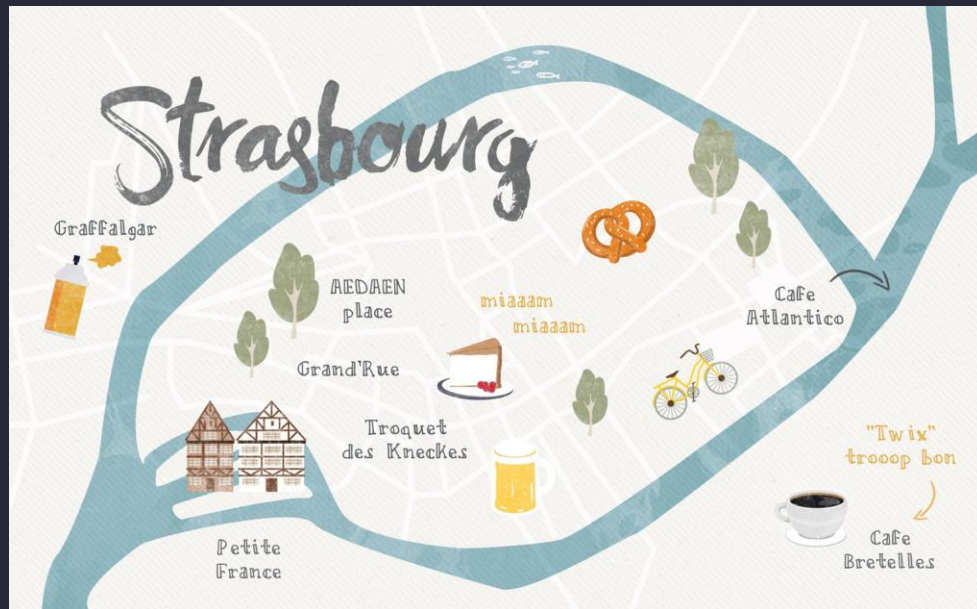 Strasbourg
Graffalgar
AEDAEN
place
miaaam
miaaam
Cafe
Atlantico
Grand'Rue
Troquet
des Kneckes
"Twix"
trooop bon
Cafe
Bretelles
Petite
France